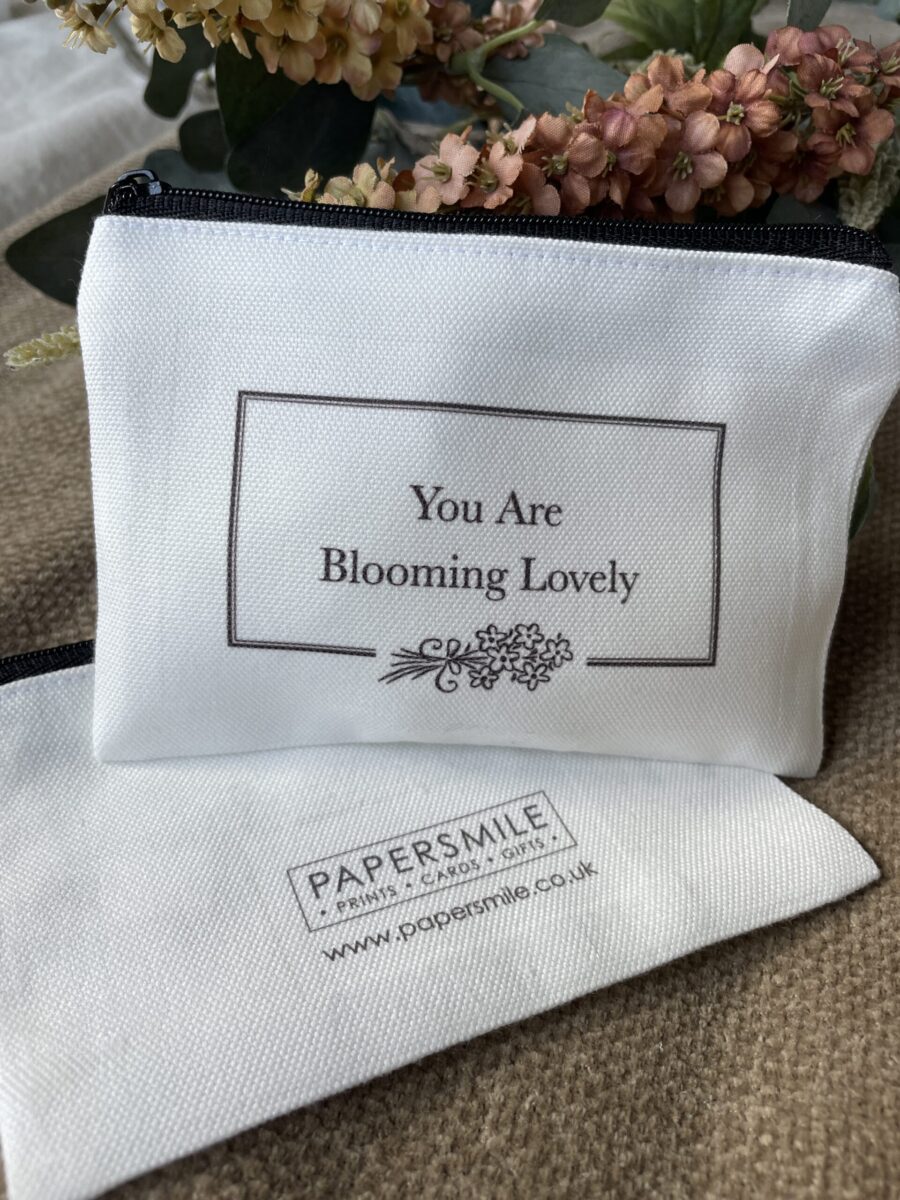 You Are
Blooming Lovely
PAPERSMILE
• PRINTS • CARDS • GIFTS •
www.papersmile.co.uk